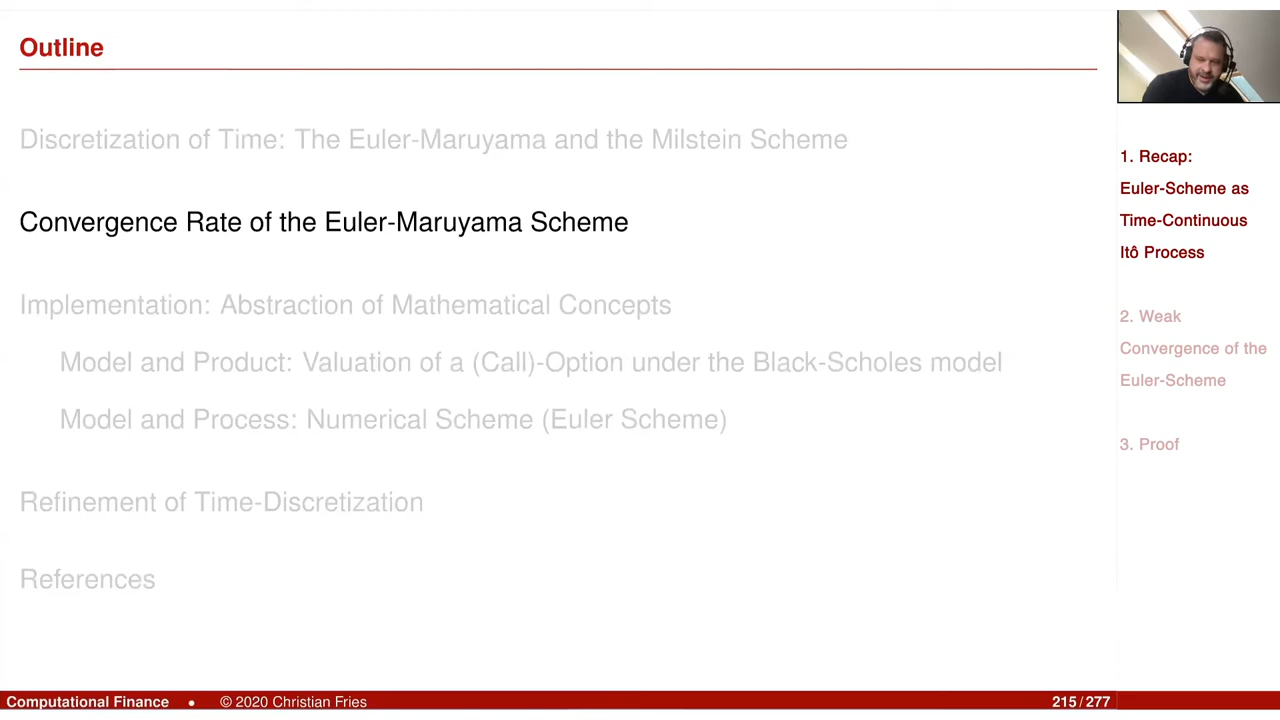 Outline
Discretization of Time: The Euler-Maruyama and the Milstein Scheme
Convergence Rate of the Euler-Maruyama Scheme
Implementation: Abstraction of Mathematical Concepts
Model and Product: Valuation of a (Call)-Option under the Black-Scholes model
Model and Process: Numerical Scheme (Euler Scheme)
Refinement of Time-Discretization
References
1. Recap:
Euler-Scheme as
Time-Continuous
Itô Process
2. Weak
Convergence of the
Euler-Scheme
3. Proof
Computational Finance • © 2020 Christian Fries 215/277